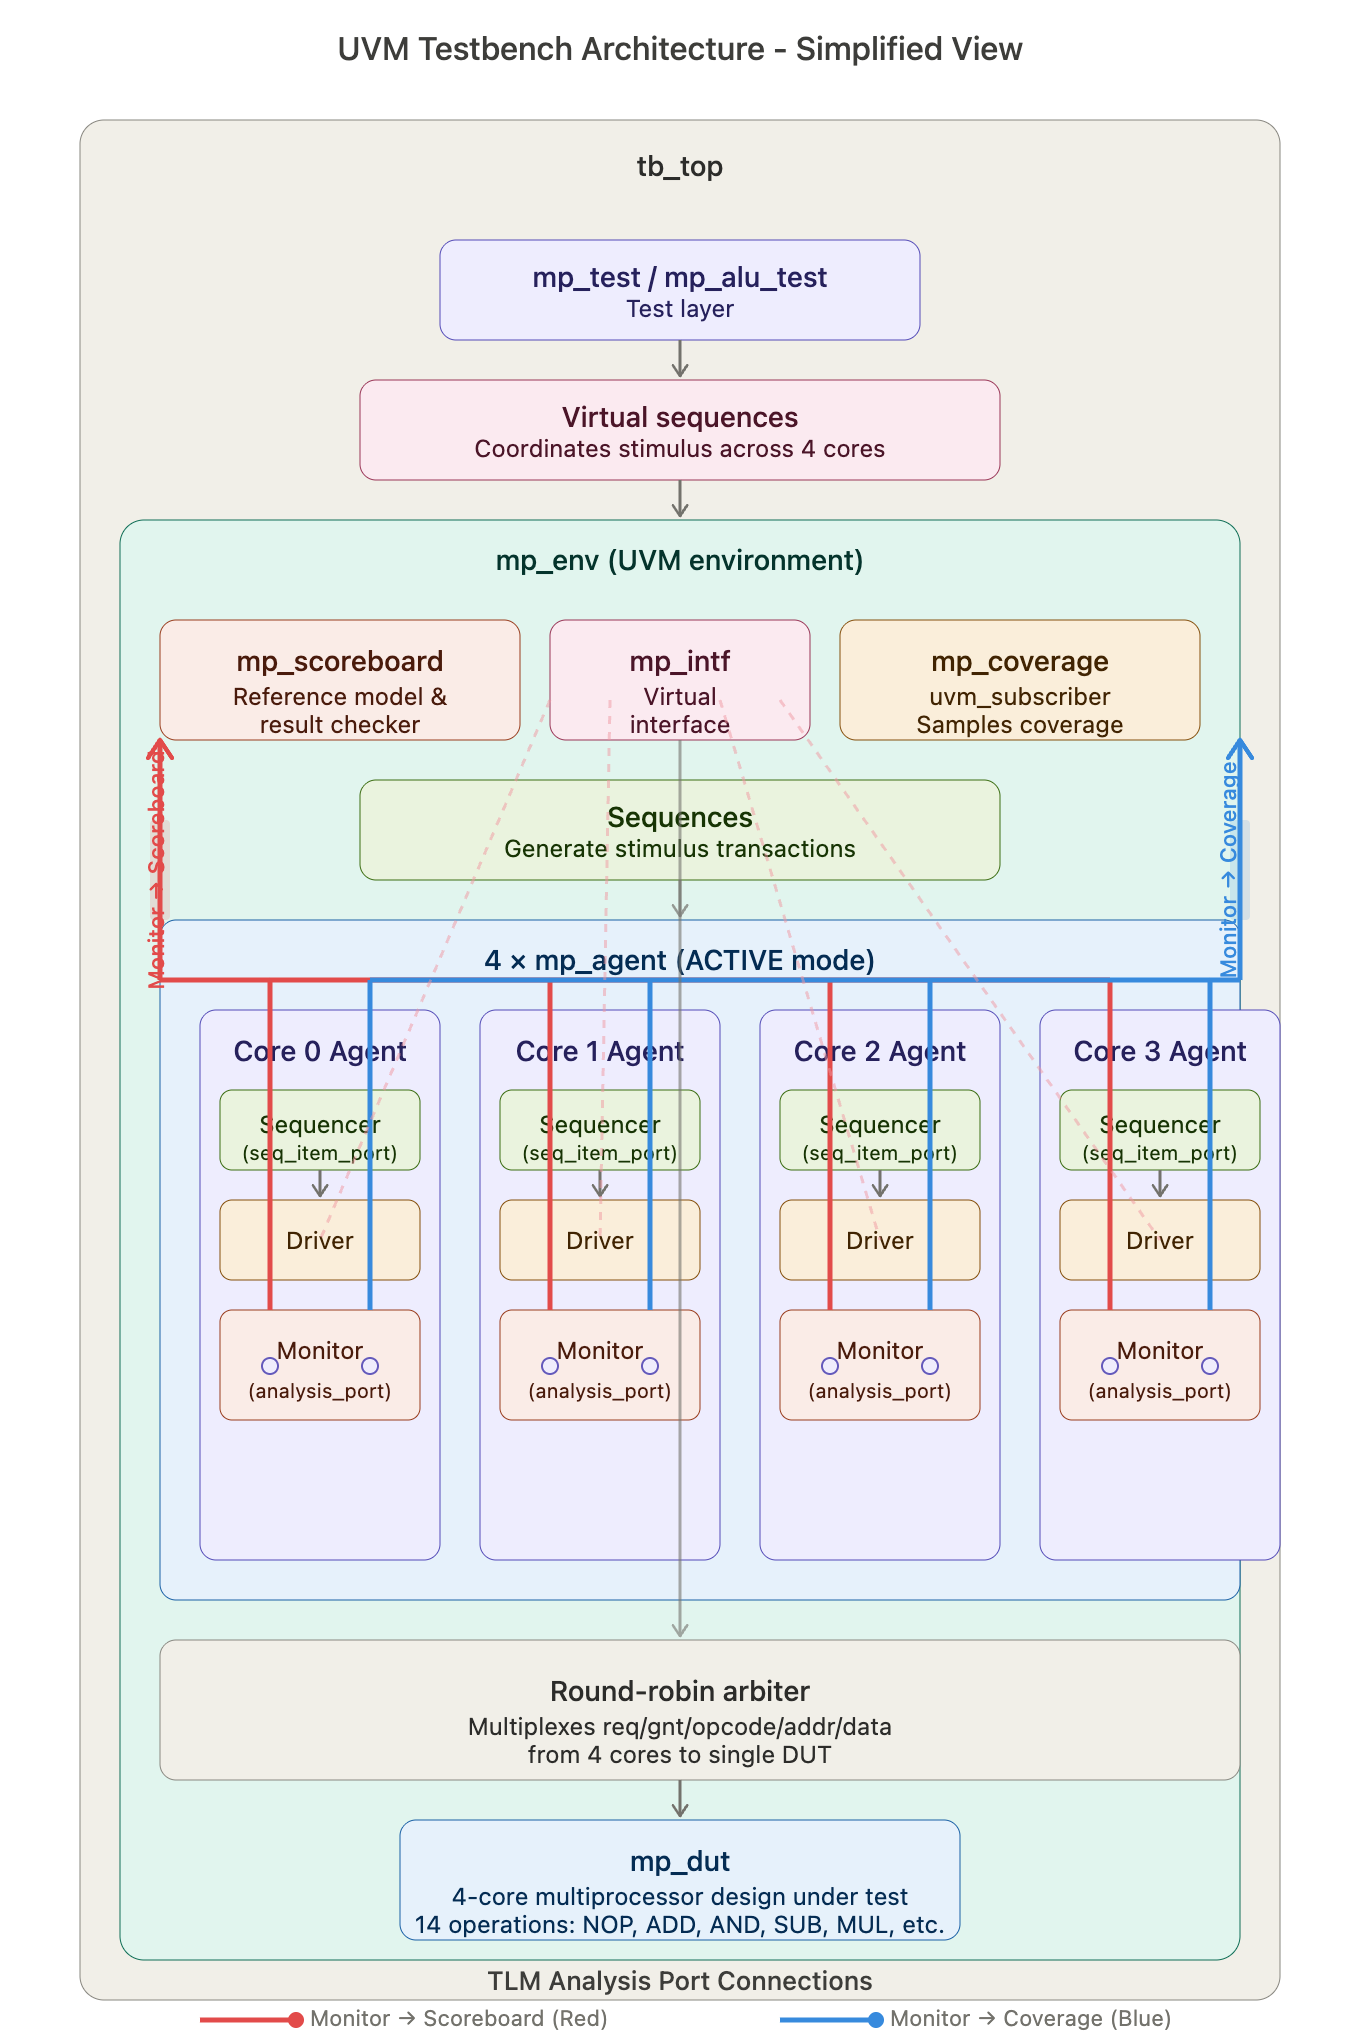 UVM Testbench Architecture - Simplified View
tb_top
mp_test / mp_alu_test
Test layer
Virtual sequences
Coordinates stimulus across 4 cores
mp_env (UVM environment)
mp_scoreboard
Reference model &
result checker
mp_intf
Virtual
interface
mp_coverage
uvm_subscriber
Samples coverage
Monitor → Scoreboard
Monitor → Coverage
Sequences
Generate stimulus transactions
4 × mp_agent (ACTIVE mode)
Core 0 Agent
Sequencer
(seq_item_port)
Driver
Monitor
(analysis_port)
Core 1 Agent
Sequencer
(seq_item_port)
Driver
Monitor
(analysis_port)
Core 2 Agent
Sequencer
(seq_item_port)
Driver
Monitor
(analysis_port)
Core 3 Agent
Sequencer
(seq_item_port)
Driver
Monitor
(analysis_port)
Round-robin arbiter
Multiplexes req/gnt/opcode/addr/data
from 4 cores to single DUT
mp_dut
4-core multiprocessor design under test
14 operations: NOP, ADD, AND, SUB, MUL, etc.
TLM Analysis Port Connections
Monitor → Scoreboard (Red)
Monitor → Coverage (Blue)